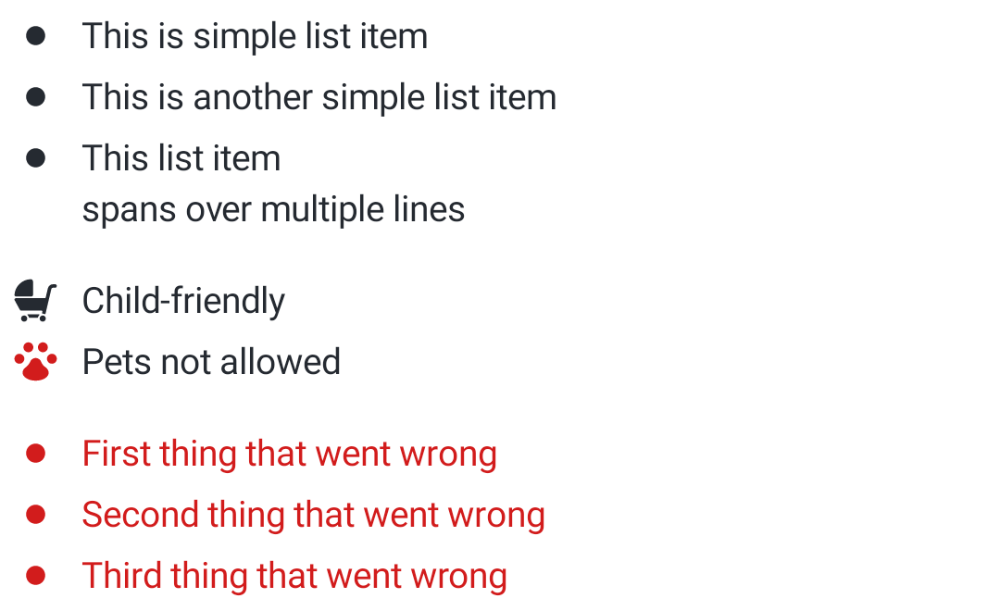 This is simple list item
This is another simple list item
This list item
spans over multiple lines
Child-friendly
Pets not allowed
First thing that went wrong
Second thing that went wrong
Third thing that went wrong